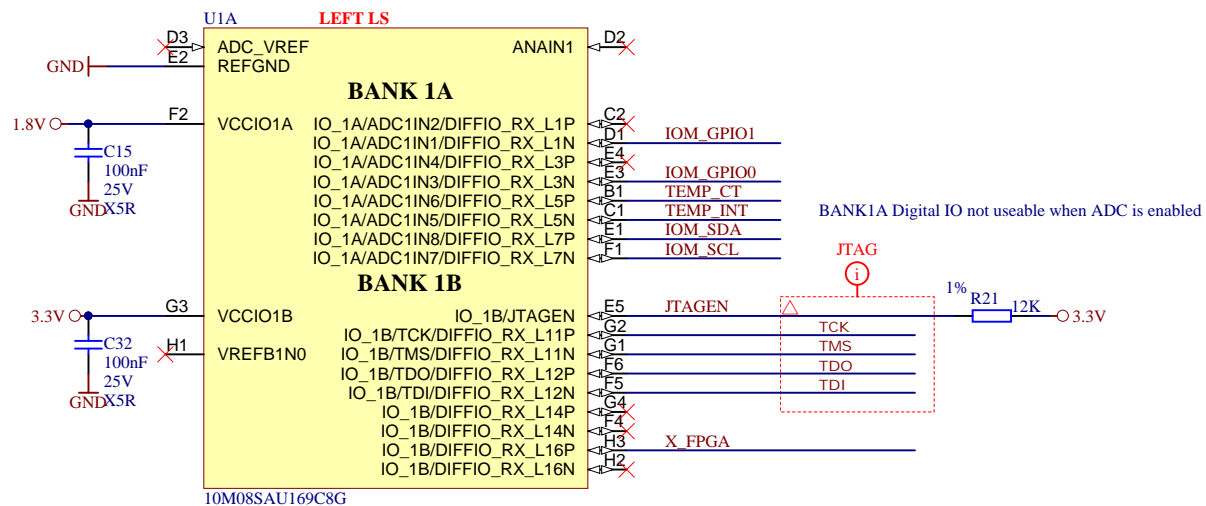 U1A LEFT LS
D3 ADC_VREF ANAIN1 D2
GND E2 REFGND
BANK 1A
1.8V F2 VCCIO1A IO_1A/ADC1IN2/DIFFIO_RX_L1P C2
IO_1A/ADC1IN1/DIFFIO_RX_L1N D1 IOM_GPIO1
C15 IO_1A/ADC1IN4/DIFFIO_RX_L3P E4
100nF IO_1A/ADC1IN3/DIFFIO_RX_L3N E3 IOM_GPIO0
25V IO_1A/ADC1IN6/DIFFIO_RX_L5P B1 TEMP_CT
GND X5R IO_1A/ADC1IN5/DIFFIO_RX_L5N C1 TEMP_INT BANK1A Digital IO not useable when ADC is enabled
IO_1A/ADC1IN8/DIFFIO_RX_L7P E1 IOM_SDA
IO_1A/ADC1IN7/DIFFIO_RX_L7N F1 IOM_SCL JTAG
i
BANK 1B
1% R21 12K
3.3V G3 VCCIO1B IO_1B/JTAGEN E5 JTAGEN 3.3V
IO_1B/TCK/DIFFIO_RX_L11P G2 TCK
C32 H1 VREFB1N0 IO_1B/TMS/DIFFIO_RX_L11N G1 TMS
100nF IO_1B/TDO/DIFFIO_RX_L12P F6 TDO
25V IO_1B/TDI/DIFFIO_RX_L12N F5 TDI
GND X5R IO_1B/DIFFIO_RX_L14P G4
IO_1B/DIFFIO_RX_L14N F4
IO_1B/DIFFIO_RX_L16P H3 X_FPGA
IO_1B/DIFFIO_RX_L16N H2
10M08SAU169C8G